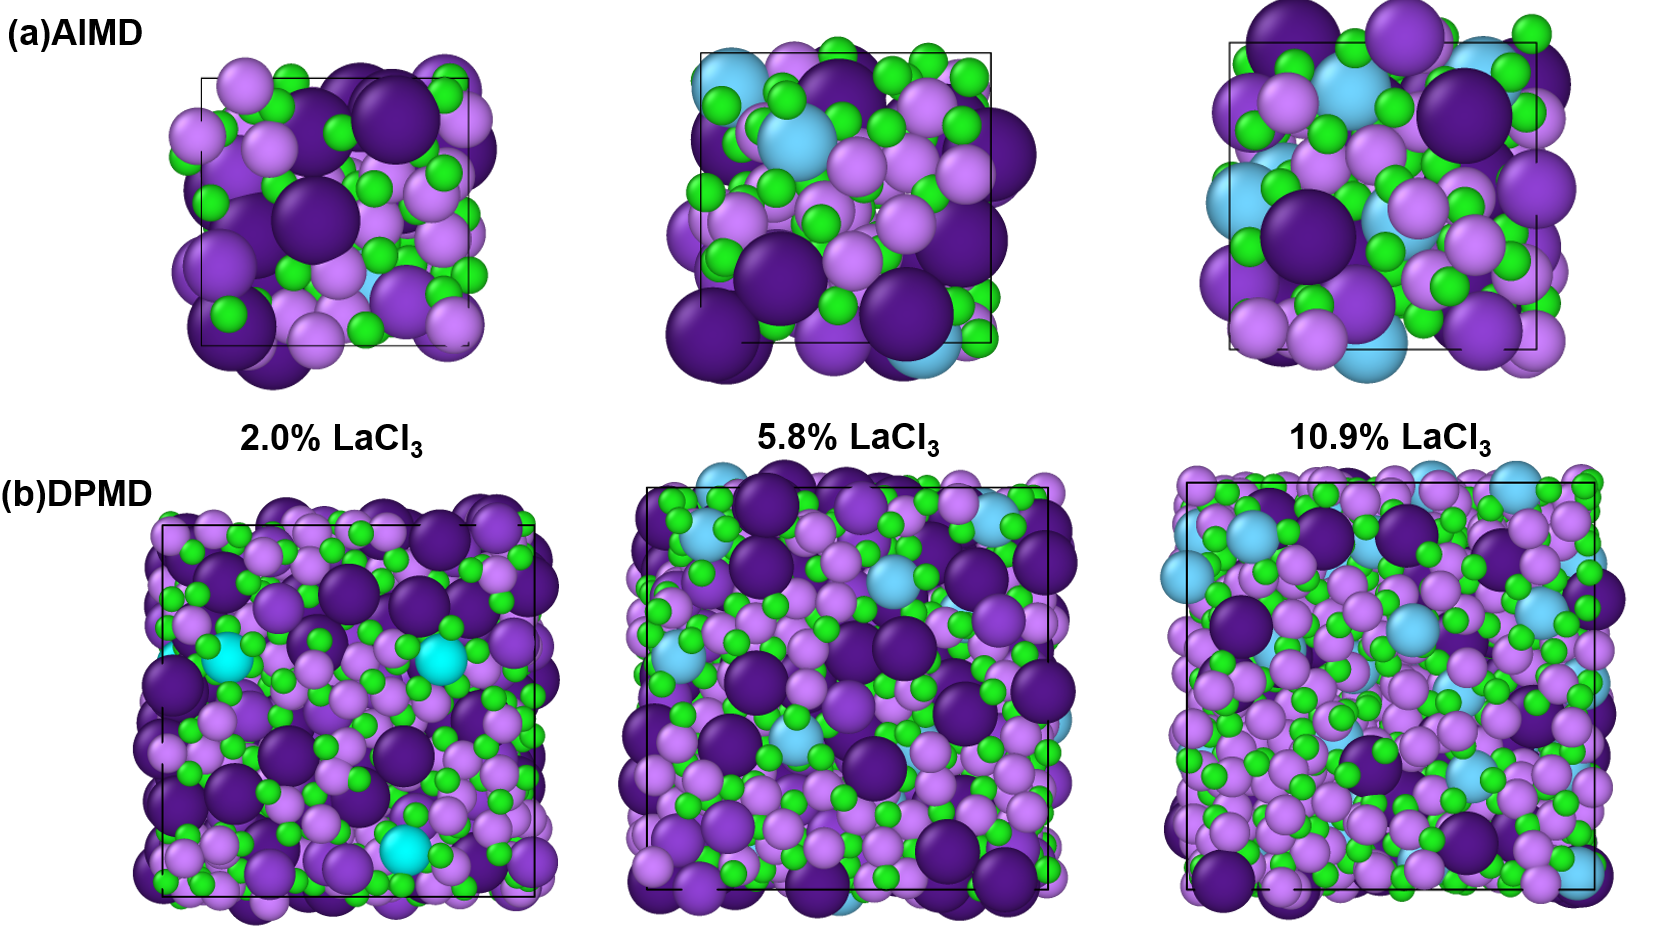 (a)AIMD
2.0% LaCl₃
5.8% LaCl₃
10.9% LaCl₃
(b)DPMD